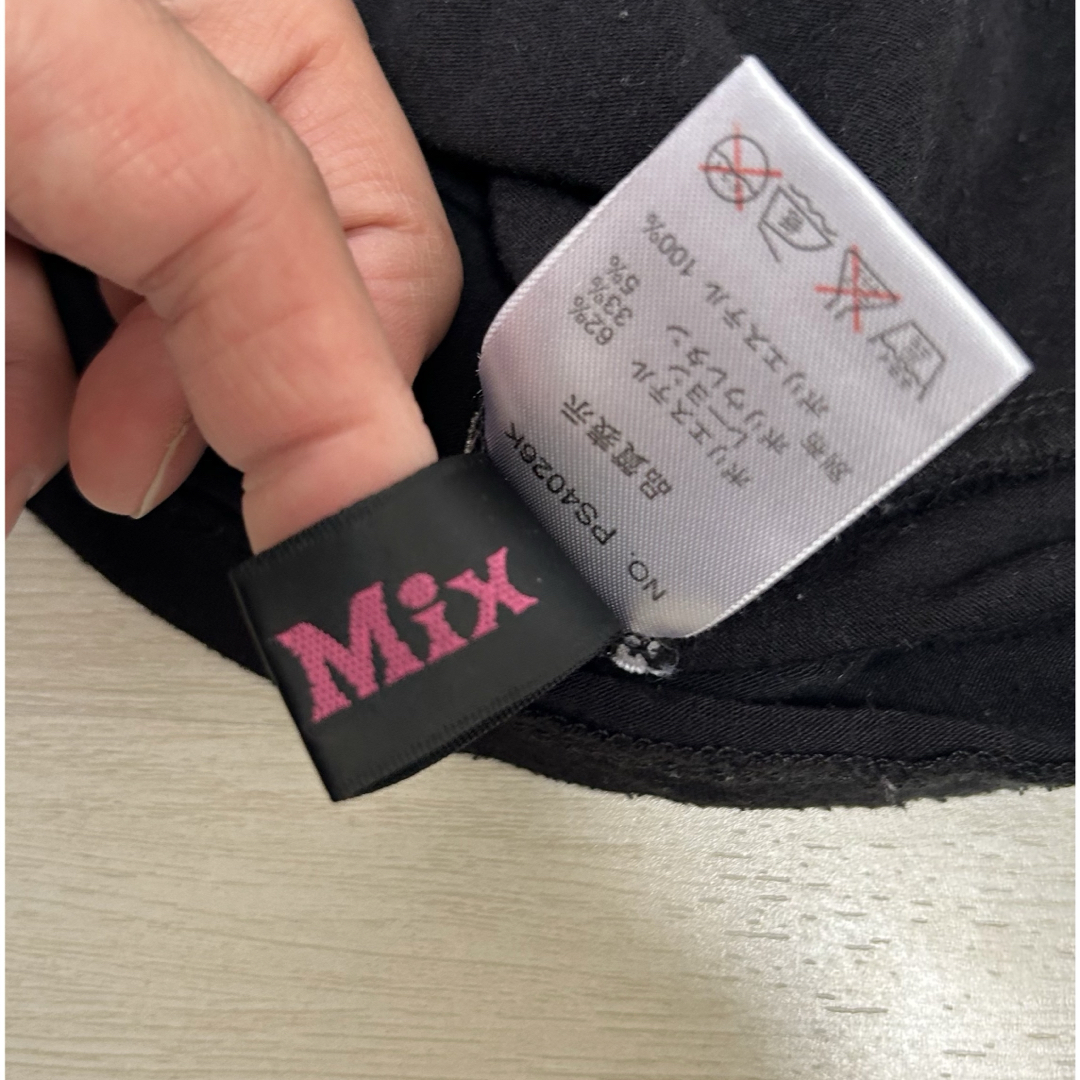 Mix
NO. PS4026K
品質表示
ポリエステル 62%
レーヨン 33%
ポリウレタン 5%
別布 ポリエステル 100%